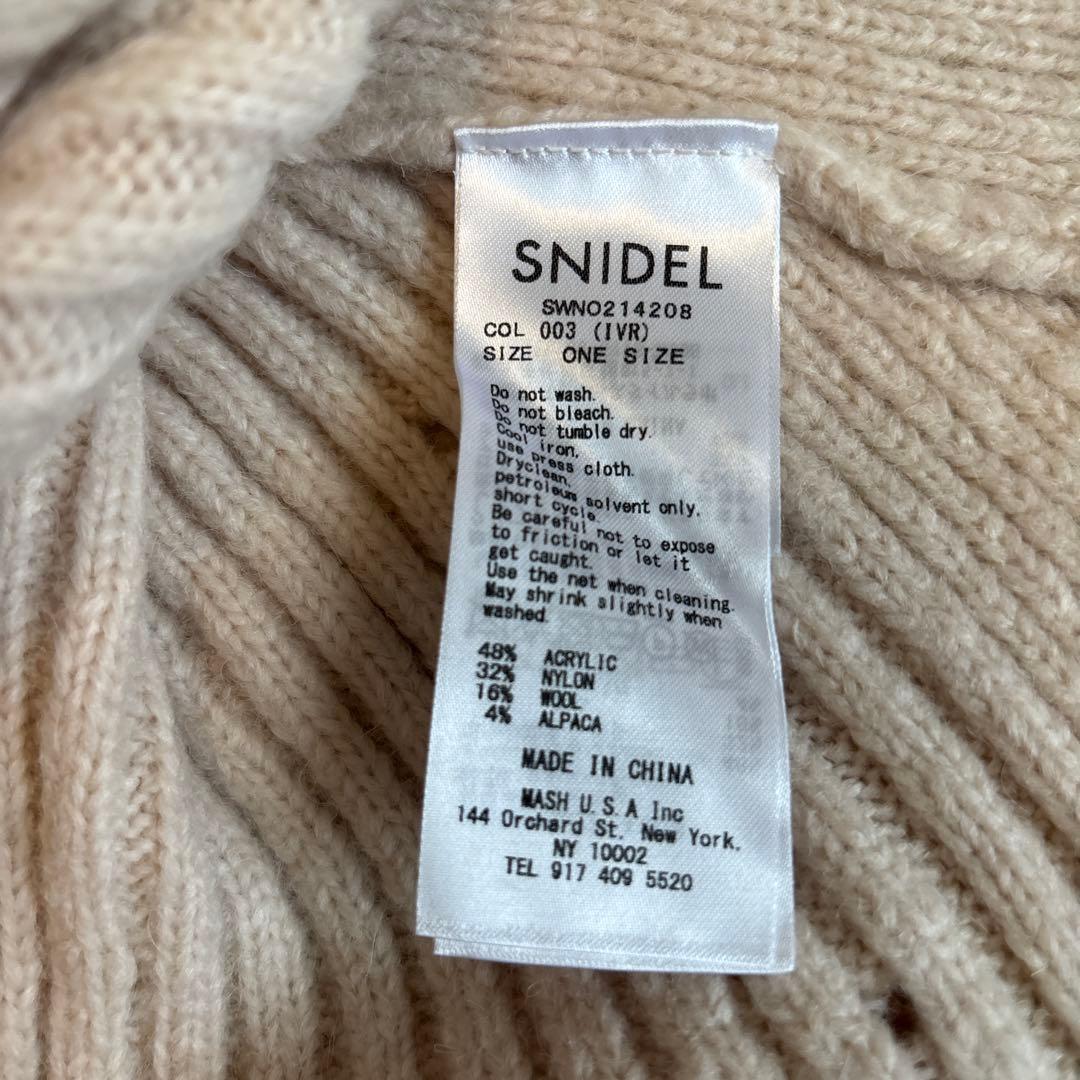 SNIDEL
SWNO214208
COL 003 (IVR)
SIZE ONE SIZE
Do not wash.
Do not bleach.
Do not tumble dry.
Cool iron.
use press cloth.
Dryclean.
petroleum solvent only.
short cycle.
Be careful not to expose
to friction or let it
get caught.
Use the net when cleaning.
May shrink slightly when
washed.
48% ACRYLIC
32% NYLON
16% WOOL
4% ALPACA
MADE IN CHINA
MASH U.S.A Inc
144 Orchard St. New York.
NY 10002
TEL 917 409 5520